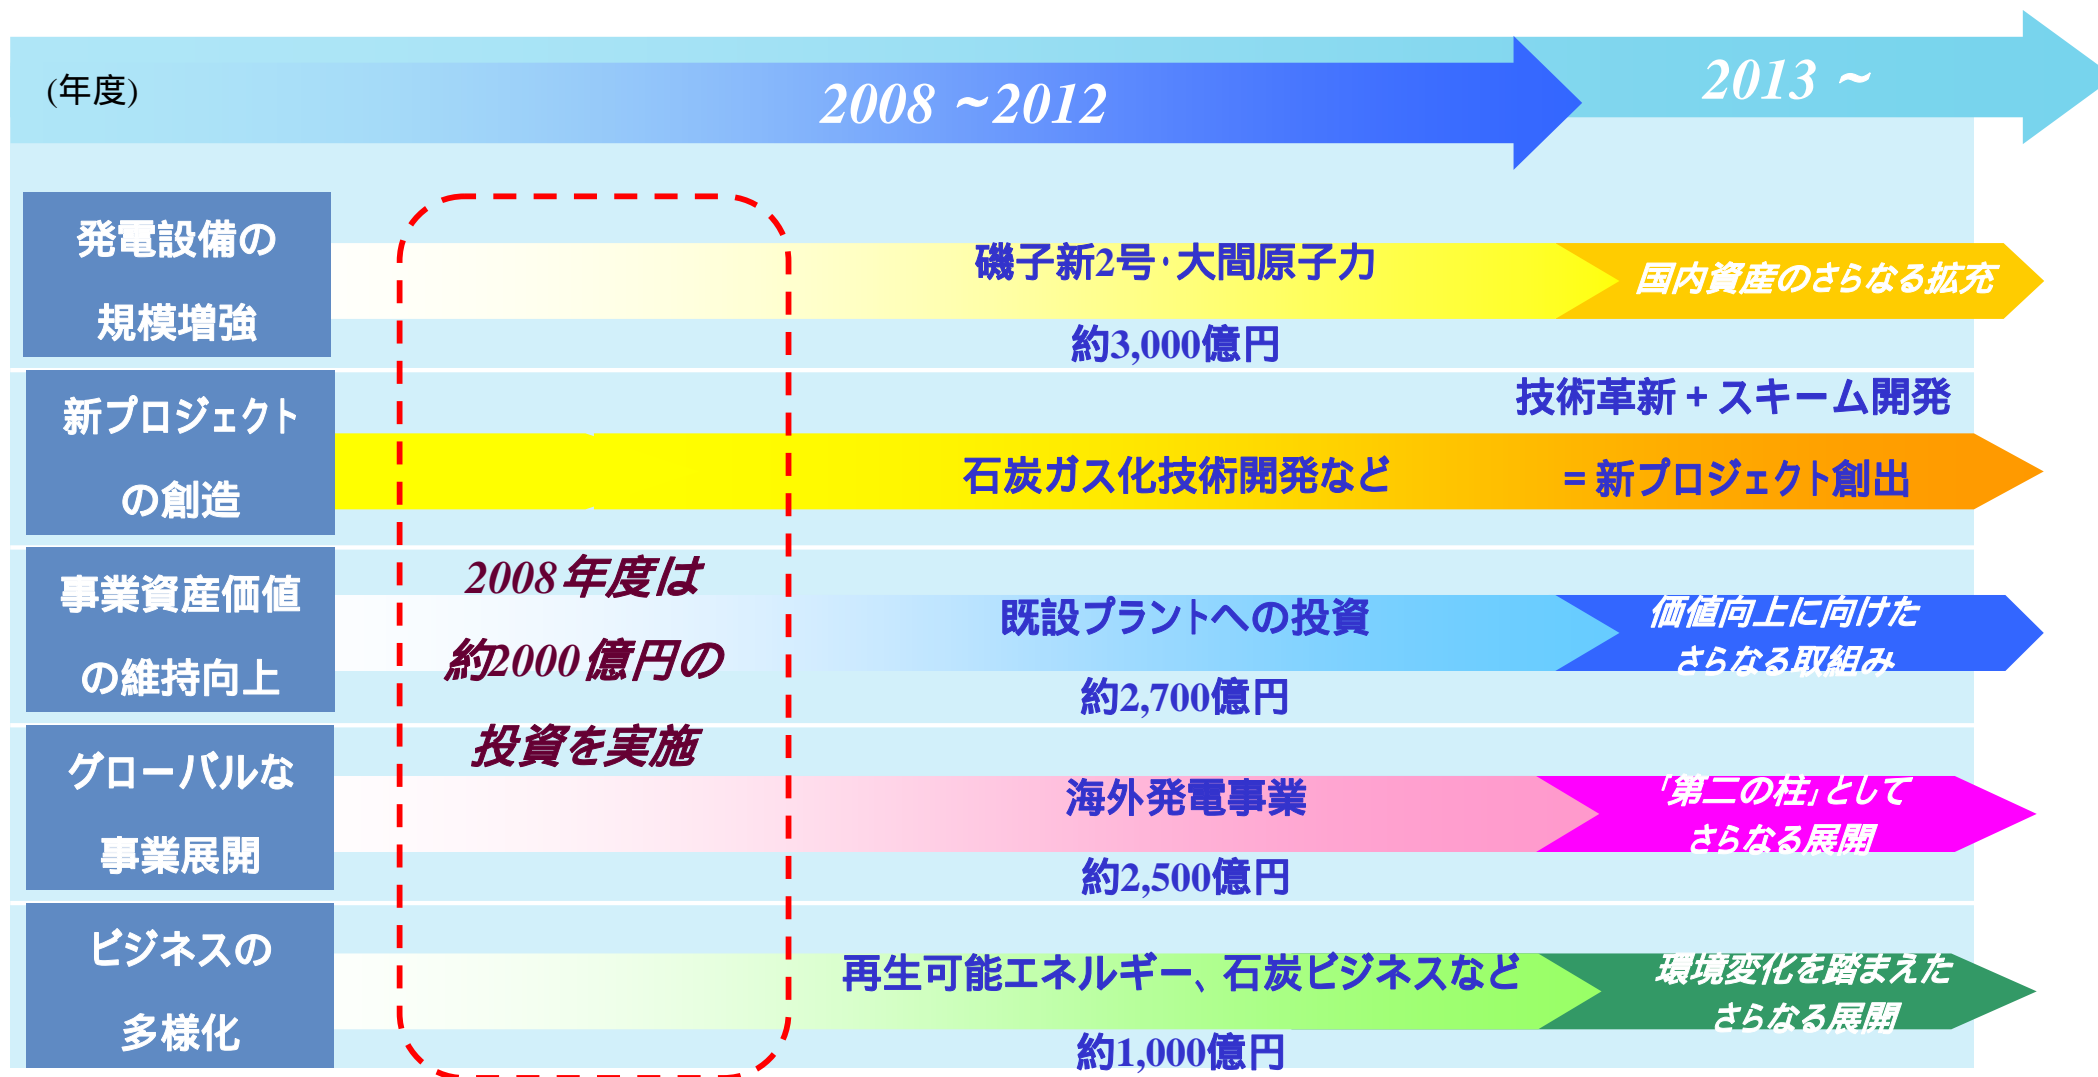 (年度)
2008 ~2012
2013 ~
発電設備の
規模増強
磯子新2号・大間原子力
約3,000億円
国内資産のさらなる拡充
新プロジェクト
の創造
石炭ガス化技術開発など
技術革新 + スキーム開発
= 新プロジェクト創出
事業資産価値
の維持向上
2008年度は
約2000億円の
投資を実施
既設プラントへの投資
約2,700億円
価値向上に向けた
さらなる取組み
グローバルな
事業展開
海外発電事業
約2,500億円
「第二の柱」として
さらなる展開
ビジネスの
多様化
再生可能エネルギー、石炭ビジネスなど
約1,000億円
環境変化を踏まえた
さらなる展開